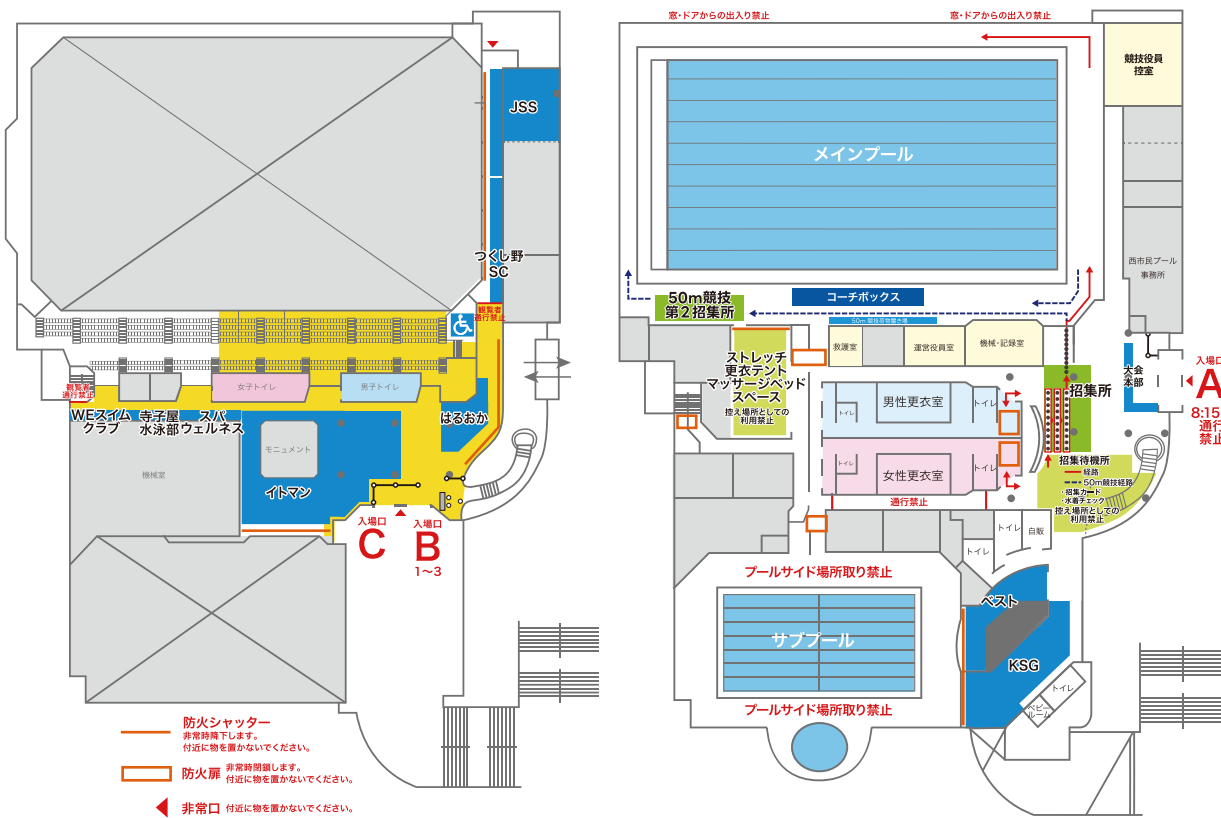 JSS
つくし野
SC
観覧者
通行禁止
観覧者
通行禁止
女子トイレ
男子トイレ
WEスイム
クラブ
寺子屋
水泳部
スパ
ウェルネス
はるおか
モニュメント
機械室
イトマン
入場口
C
入場口
B
1〜3
防火シャッター
非常時降下します。
付近に物を置かないでください。
防火扉
非常時閉鎖します。
付近に物を置かないでください。
非常口
付近に物を置かないでください。
窓・ドアからの出入り禁止
窓・ドアからの出入り禁止
競技役員
控室
メインプール
西市民プール
事務所
50m競技
第2招集所
コーチボックス
50m競技荷物置き場
救護室
運営役員室
機械・記録室
ストレッチ
更衣テント
マッサージベッド
スペース
控え場所としての
利用禁止
大会
本部
入場口
A
8:15
通行
禁止
招集所
男性更衣室
トイレ
トイレ
女性更衣室
トイレ
トイレ
招集待機所
経路
50m競技経路
・招集カード
・水着チェック
控え場所としての
利用禁止
通行禁止
トイレ
自販
トイレ
プールサイド場所取り禁止
ベスト
サブプール
KSG
プールサイド場所取り禁止
トイレ
ベビー
ルーム